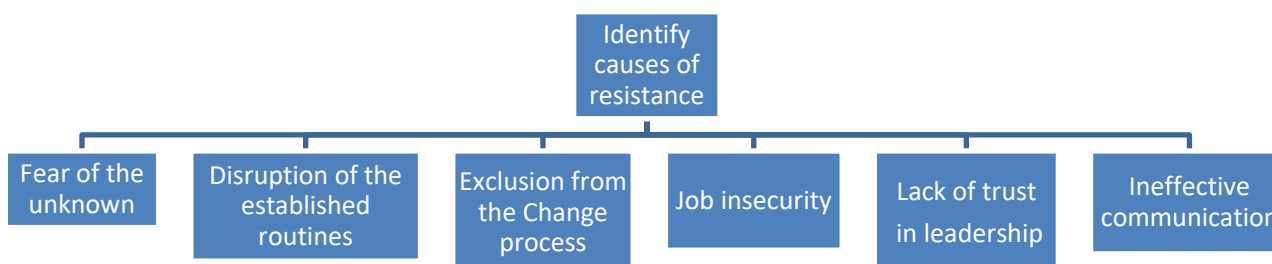 Identify
causes of
resistance
Fear of the
unknown
Disruption of the
established
routines
Exclusion from
the Change
process
Job insecurity
Lack of trust
in leadership
Ineffective
communication